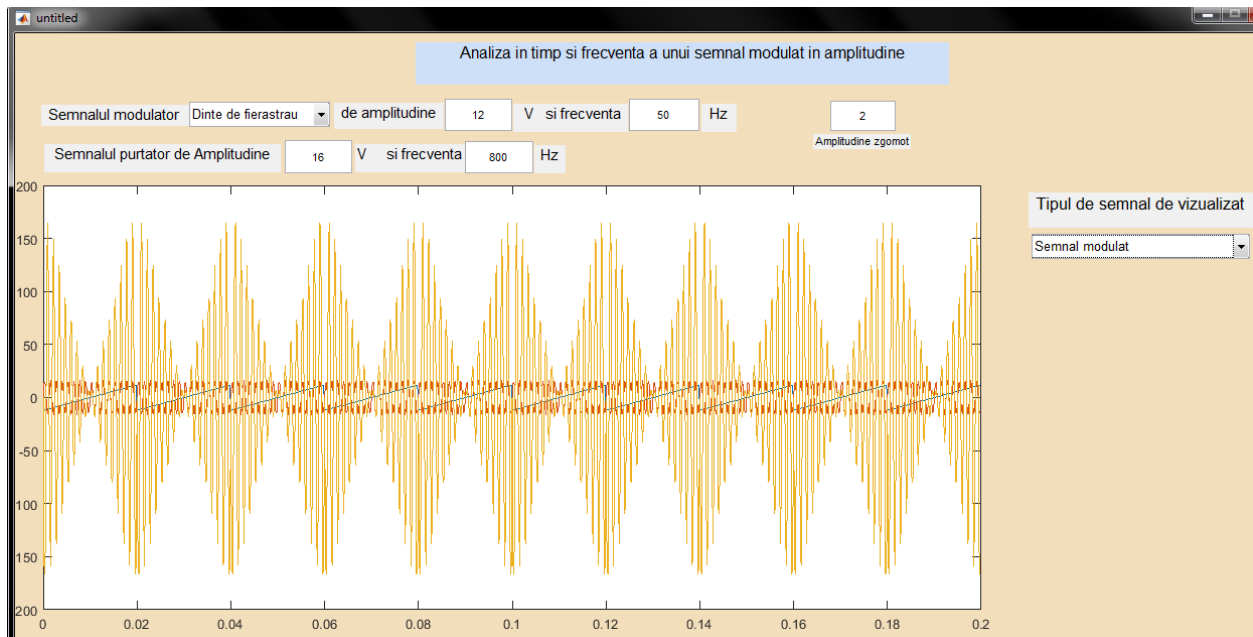 untitled
Analiza in timp si frecventa a unui semnal modulat in amplitudine
Semnalul modulator Dinte de fierastrau de amplitudine 12 V si frecventa 50 Hz 2
Amplitudine zgomot
Semnalul purtator de Amplitudine 16 V si frecventa 800 Hz
Tipul de semnal de vizualizat
Semnal modulat
200
150
100
50
0
-50
100
150
200
0 0.02 0.04 0.06 0.08 0.1 0.12 0.14 0.16 0.18 0.2